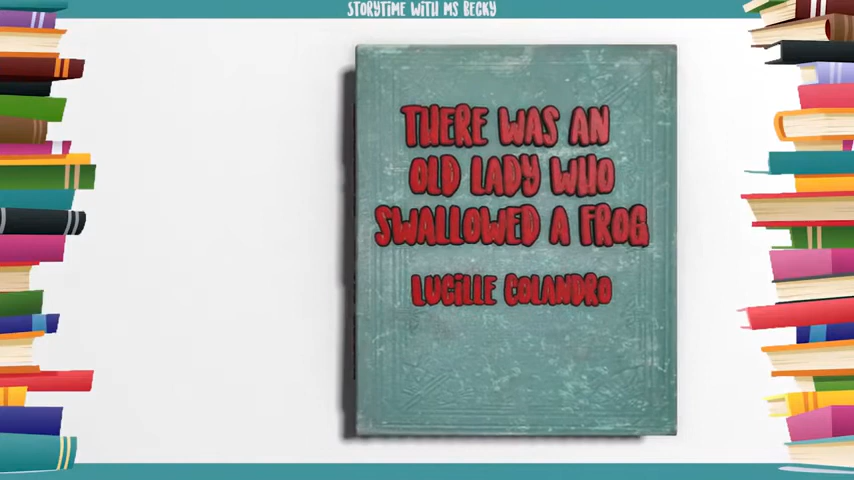 STORYTIME WITH MS BECKY
THERE WAS AN
OLD LADY WHO
SWALLOWED A FROG
LUCILLE COLANDRO